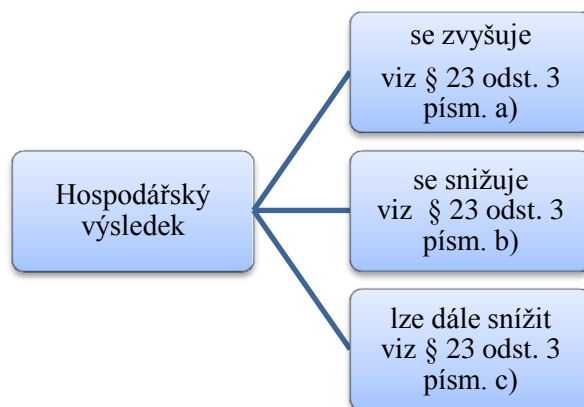 Hospodářský
výsledek
se zvyšuje
viz § 23 odst. 3
písm. a)
se snižuje
viz § 23 odst. 3
písm. b)
lze dále snížit
viz § 23 odst. 3
písm. c)